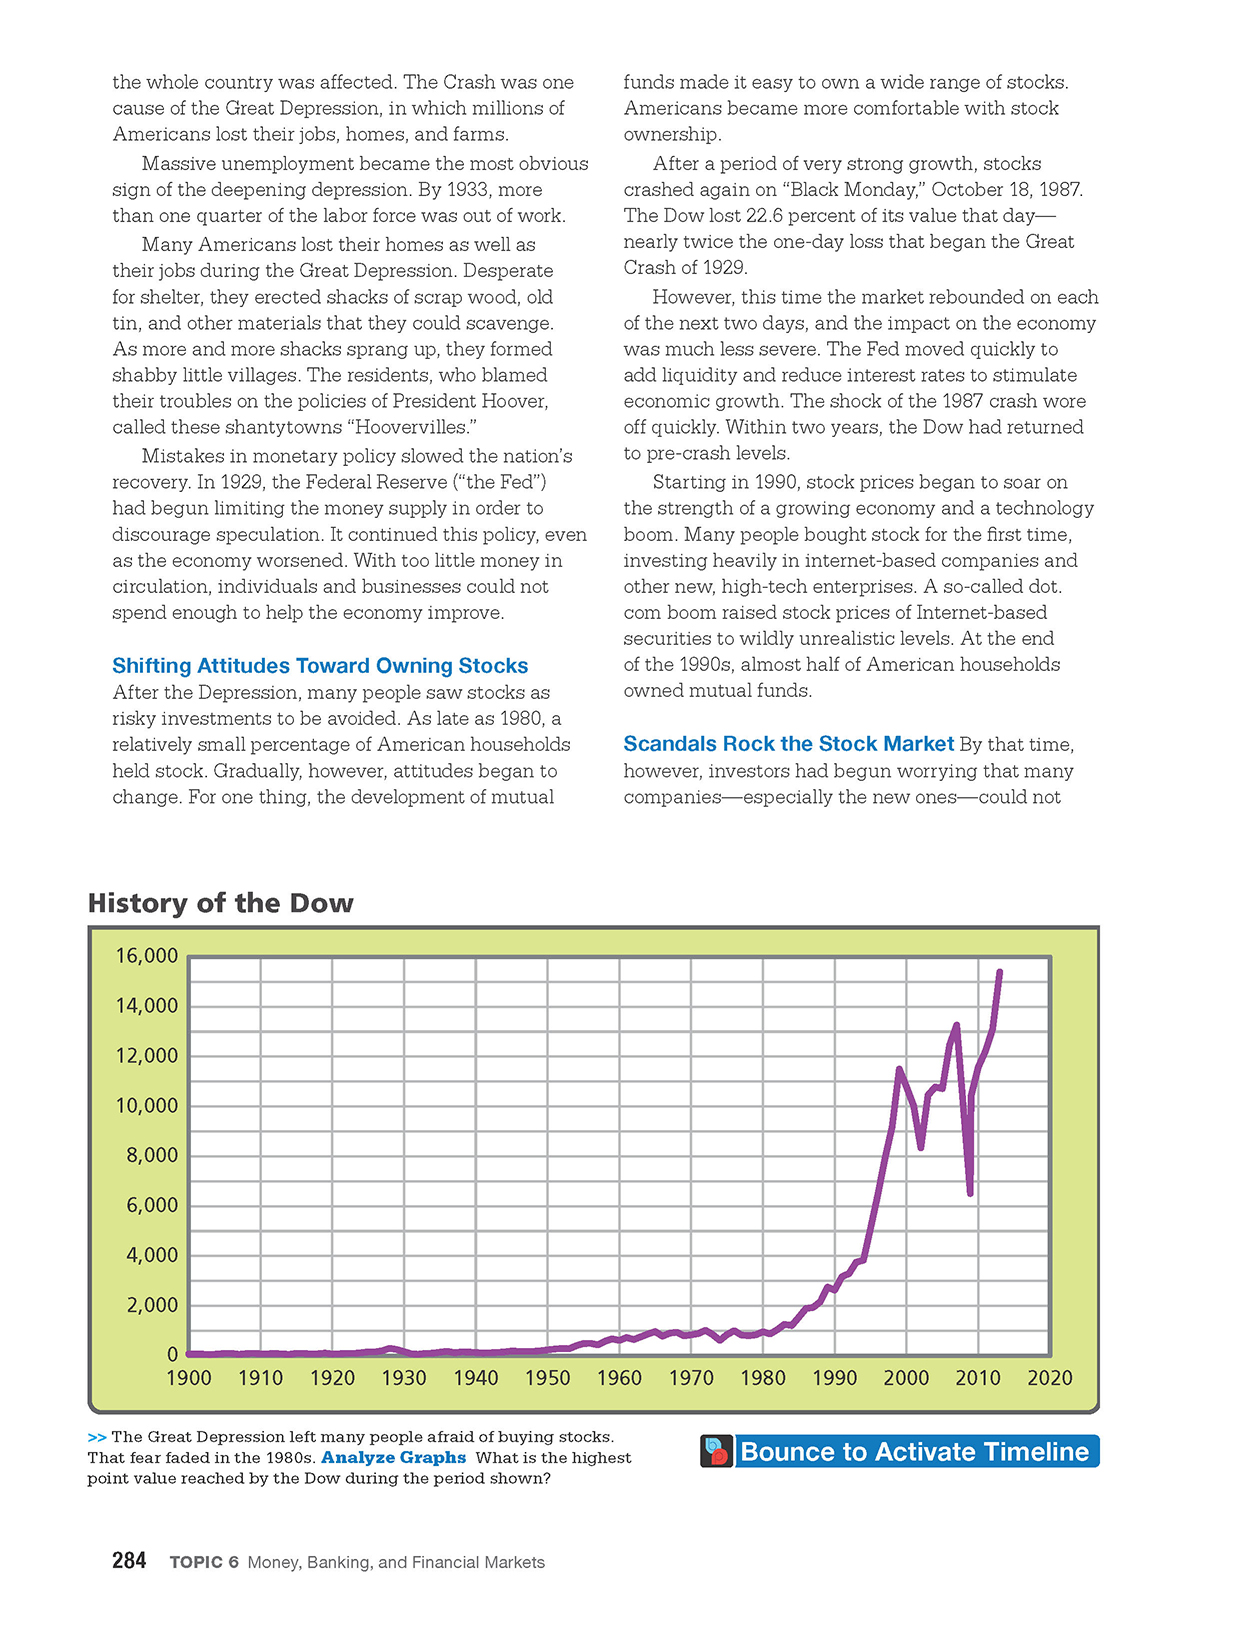 the whole country was affected. The Crash was one
cause of the Great Depression, in which millions of
Americans lost their jobs, homes, and farms.
Massive unemployment became the most obvious
sign of the deepening depression. By 1933, more
than one quarter of the labor force was out of work.
Many Americans lost their homes as well as
their jobs during the Great Depression. Desperate
for shelter, they erected shacks of scrap wood, old
tin, and other materials that they could scavenge.
As more and more shacks sprang up, they formed
shabby little villages. The residents, who blamed
their troubles on the policies of President Hoover,
called these shantytowns “Hoovervilles.”
Mistakes in monetary policy slowed the nation’s
recovery. In 1929, the Federal Reserve (“the Fed”)
had begun limiting the money supply in order to
discourage speculation. It continued this policy, even
as the economy worsened. With too little money in
circulation, individuals and businesses could not
spend enough to help the economy improve.
Shifting Attitudes Toward Owning Stocks
After the Depression, many people saw stocks as
risky investments to be avoided. As late as 1980, a
relatively small percentage of American households
held stock. Gradually, however, attitudes began to
change. For one thing, the development of mutual
funds made it easy to own a wide range of stocks.
Americans became more comfortable with stock
ownership.
After a period of very strong growth, stocks
crashed again on “Black Monday,” October 18, 1987.
The Dow lost 22.6 percent of its value that day—
nearly twice the one-day loss that began the Great
Crash of 1929.
However, this time the market rebounded on each
of the next two days, and the impact on the economy
was much less severe. The Fed moved quickly to
add liquidity and reduce interest rates to stimulate
economic growth. The shock of the 1987 crash wore
off quickly. Within two years, the Dow had returned
to pre-crash levels.
Starting in 1990, stock prices began to soar on
the strength of a growing economy and a technology
boom. Many people bought stock for the first time,
investing heavily in internet-based companies and
other new, high-tech enterprises. A so-called dot.
com boom raised stock prices of Internet-based
securities to wildly unrealistic levels. At the end
of the 1990s, almost half of American households
owned mutual funds.
Scandals Rock the Stock Market By that time,
however, investors had begun worrying that many
companies—especially the new ones—could not
History of the Dow
16,000
14,000
12,000
10,000
8,000
6,000
4,000
2,000
0
1900 1910 1920 1930 1940 1950 1960 1970 1980 1990 2000 2010 2020
>> The Great Depression left many people afraid of buying stocks.
That fear faded in the 1980s. Analyze Graphs What is the highest
point value reached by the Dow during the period shown?
Bounce to Activate Timeline
284 TOPIC 6 Money, Banking, and Financial Markets